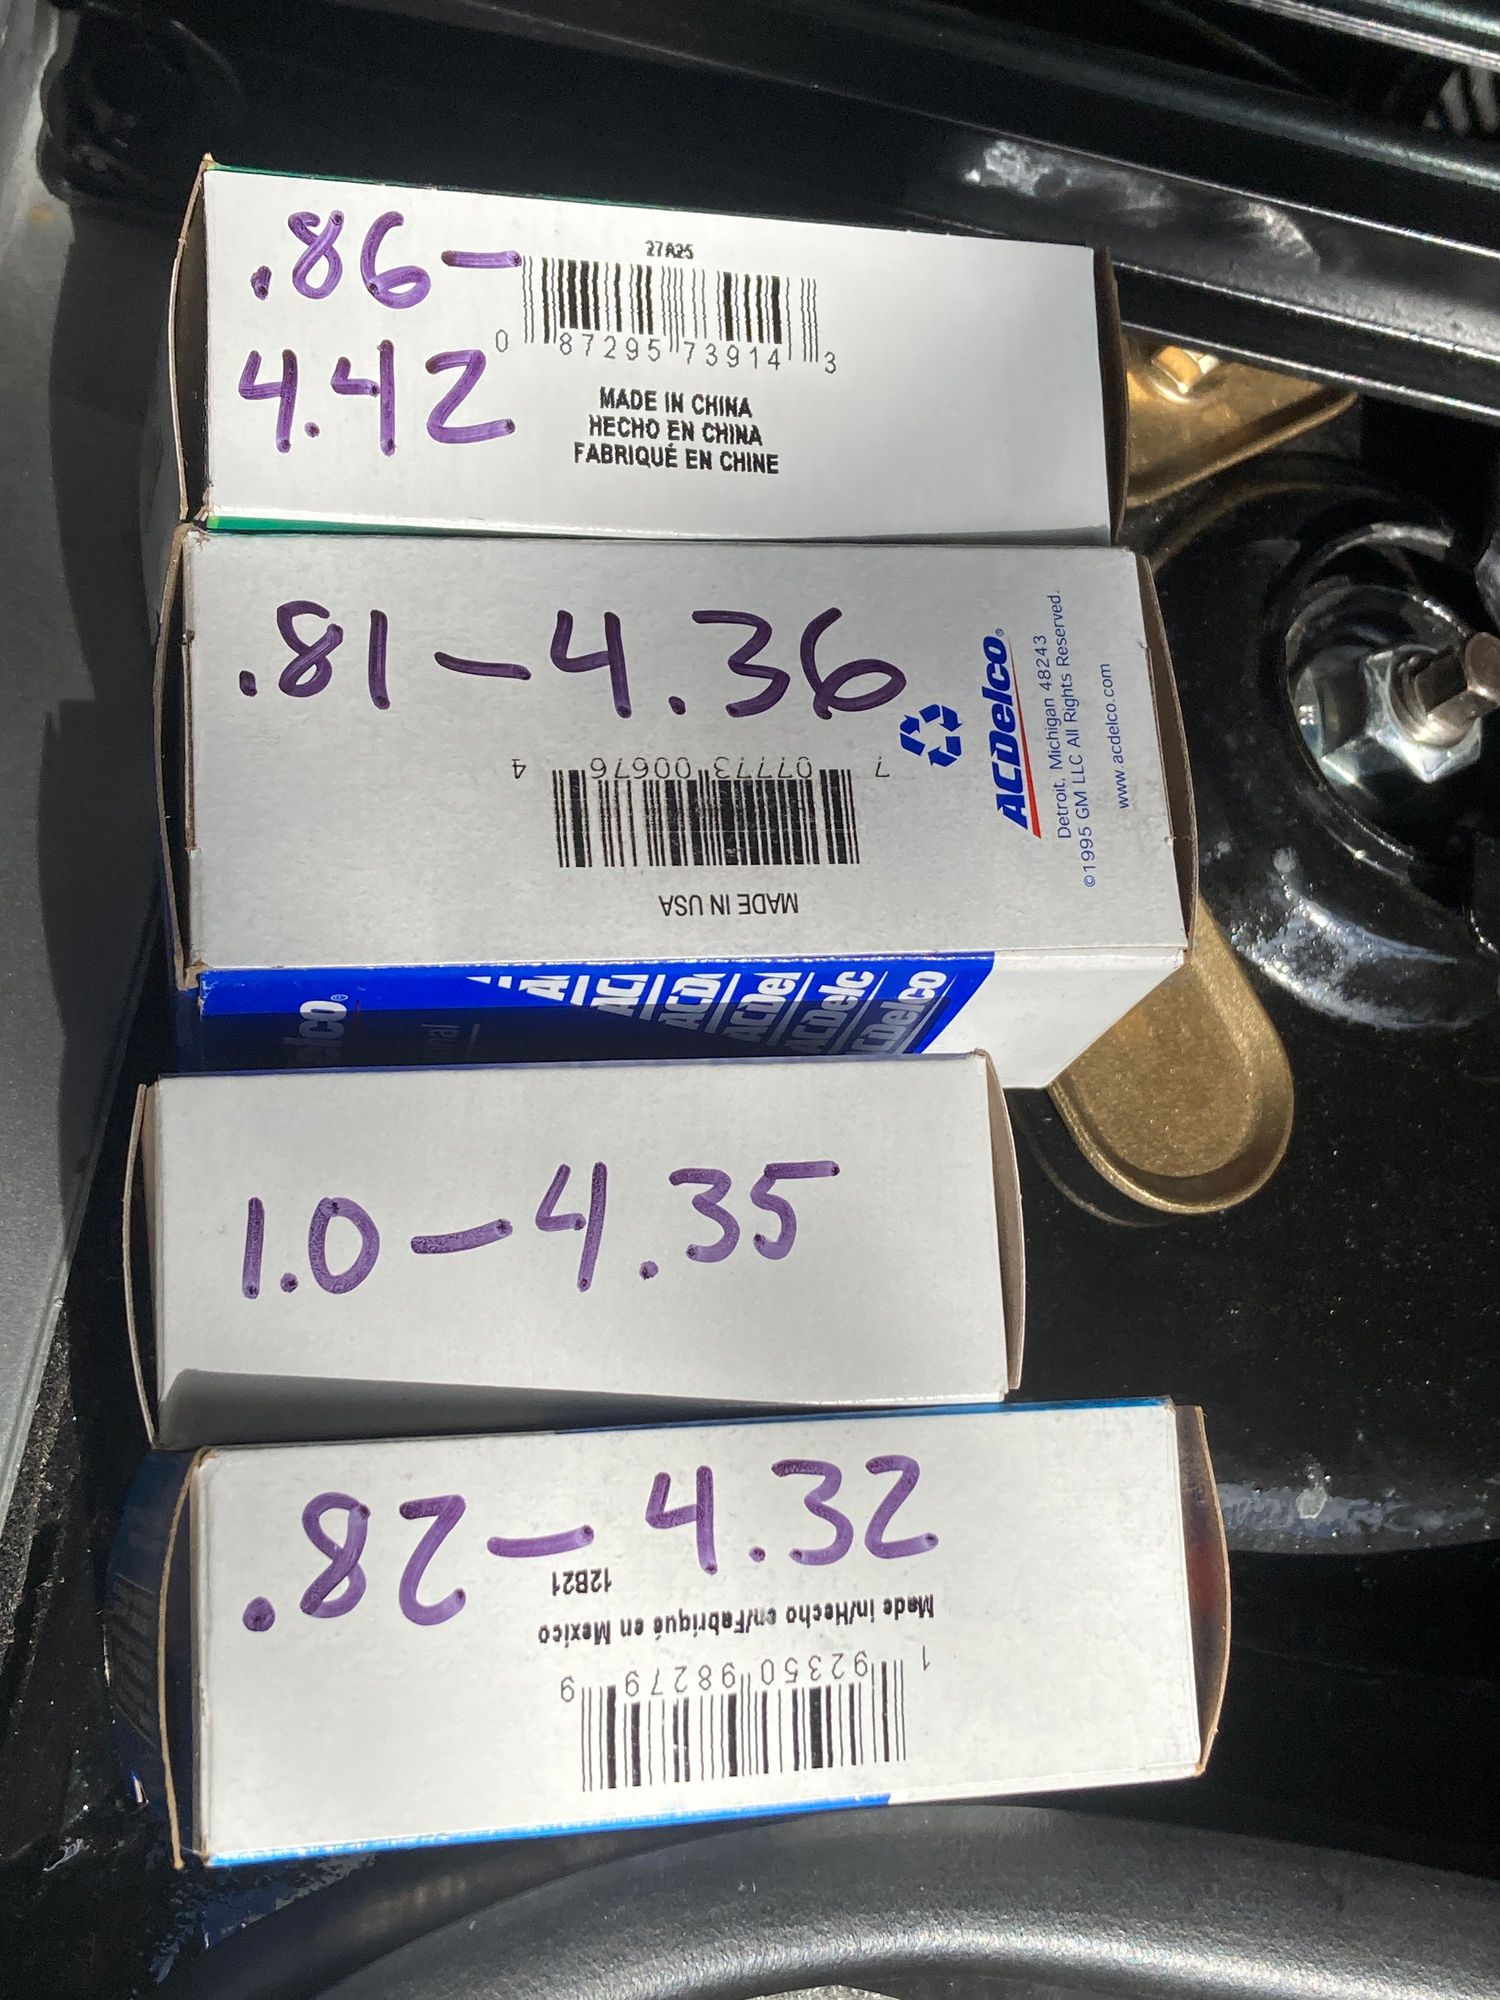 .86-
4.42
27A25
0 87295 73914 3
MADE IN CHINA
HECHO EN CHINA
FABRIQUÉ EN CHINE
.81-4.36
7 07773 00676 4
MADE IN USA
ACDelco®
Detroit, Michigan 48243
©1995 GM LLC All Rights Reserved.
www.acdelco.com
ACDelco
1.0-4.35
.82-4.32
12B21
Made in/Hecho en/Fabriqué en Mexico
1 92350 98279 9